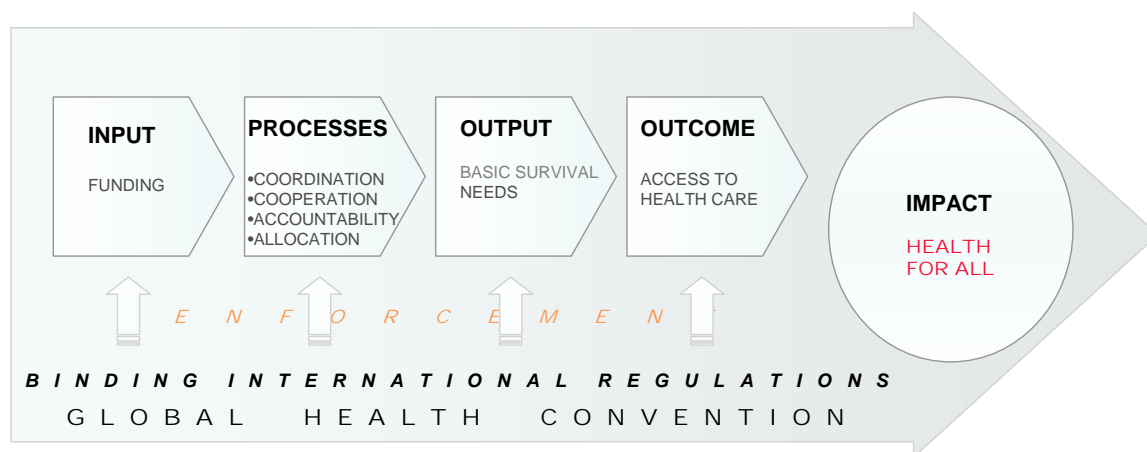 INPUT
FUNDING
PROCESSES
•COORDINATION
•COOPERATION
•ACCOUNTABILITY
•ALLOCATION
OUTPUT
BASIC SURVIVAL
NEEDS
OUTCOME
ACCESS TO
HEALTH CARE
IMPACT
HEALTH
FOR ALL
ENFORCEMENT
BINDING INTERNATIONAL REGULATIONS
GLOBAL HEALTH CONVENTION